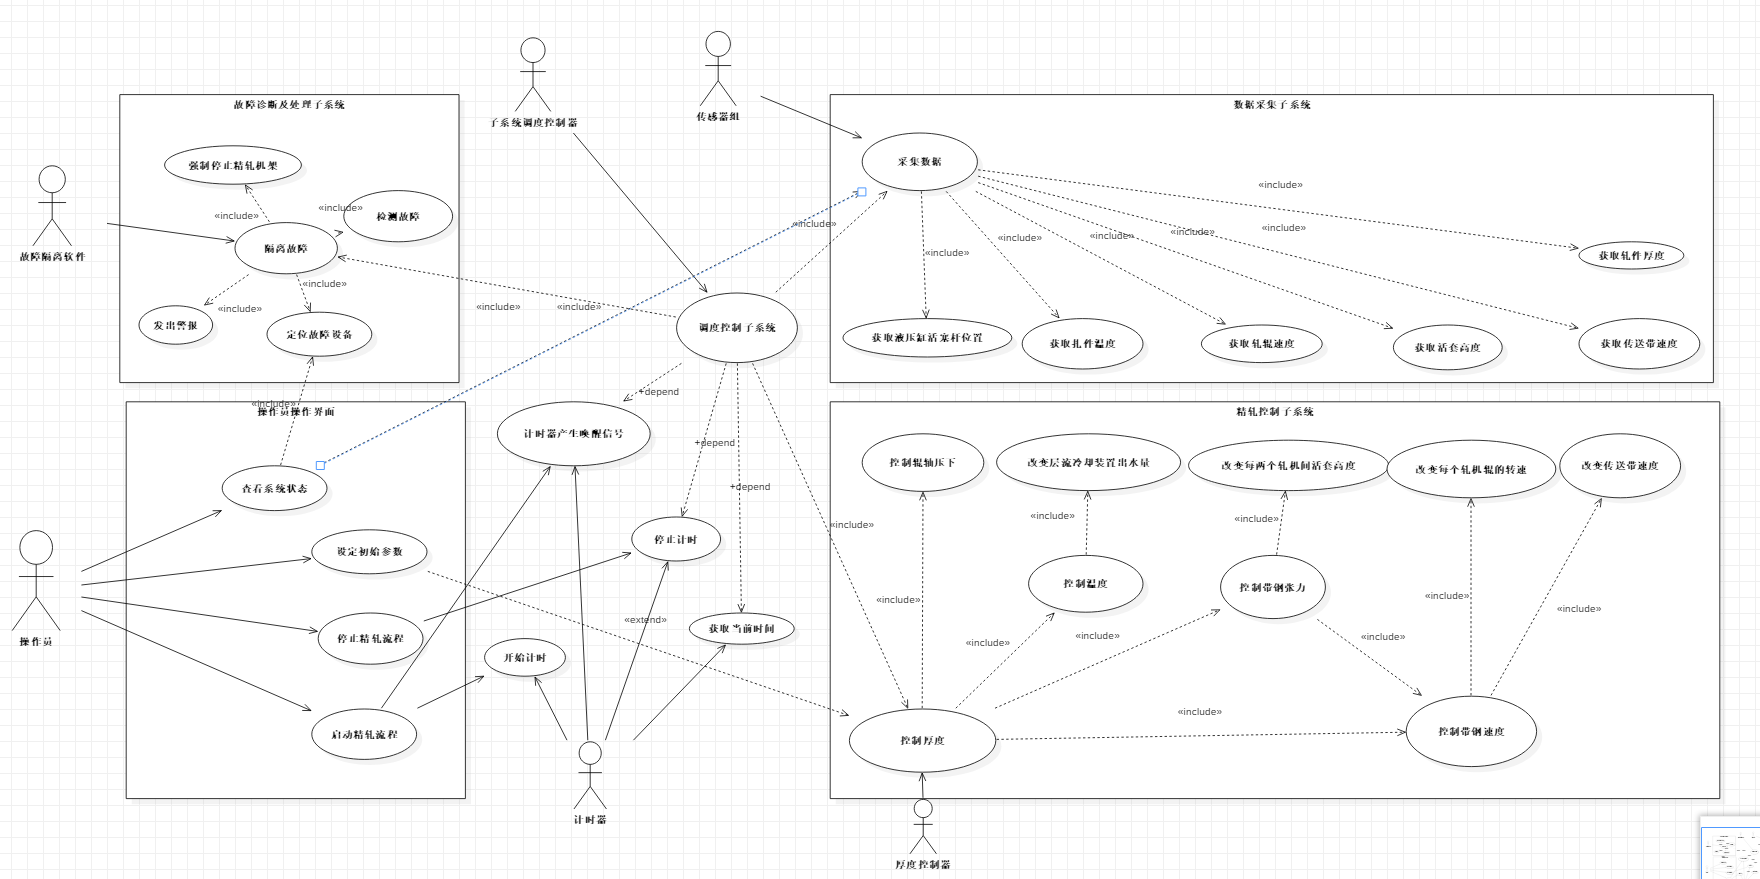 子系统调度控制器
传感器组
故障诊断及处理子系统
数据采集子系统
强制停止精轧机架
采集数据
«include»
«include»
«include»
检测故障
«include»
«include»
«include»
«include»
«include»
«include»
隔离故障
«include»
获取轧件厚度
故障隔离软件
«include»
«include»
«include»
«include»
发出警报
定位故障设备
调度控制子系统
获取液压缸活塞杆位置
获取扎件温度
获取轧辊速度
获取活套高度
获取传送带速度
+depend
«include»
操作员操作界面
精轧控制子系统
计时器产生唤醒信号
+depend
控制辊轴压下
改变层流冷却装置出水量
改变每两个轧机间活套高度
改变每个轧机辊的转速
改变传送带速度
查看系统状态
+depend
«include»
«include»
«include»
停止计时
设定初始参数
控制温度
控制带钢张力
«include»
«include»
«include»
«extend»
获取当前时间
操作员
停止精轧流程
«include»
«include»
«include»
开始计时
«include»
启动精轧流程
控制厚度
控制带钢速度
计时器
厚度控制器